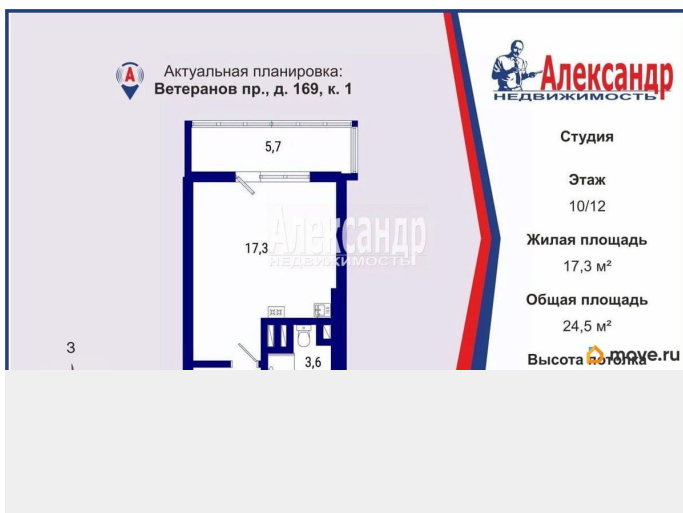 Актуальная планировка:
Ветеранов пр., д. 169, к. 1
Александр
НЕДВИЖИМОСТЬ
Студия
Этаж
10/12
Жилая площадь
17,3 м²
Общая площадь
24,5 м²
Высота потолка
move.ru
5,7
17,3
Александр
НЕДВИЖИМОСТЬ
3,6
З